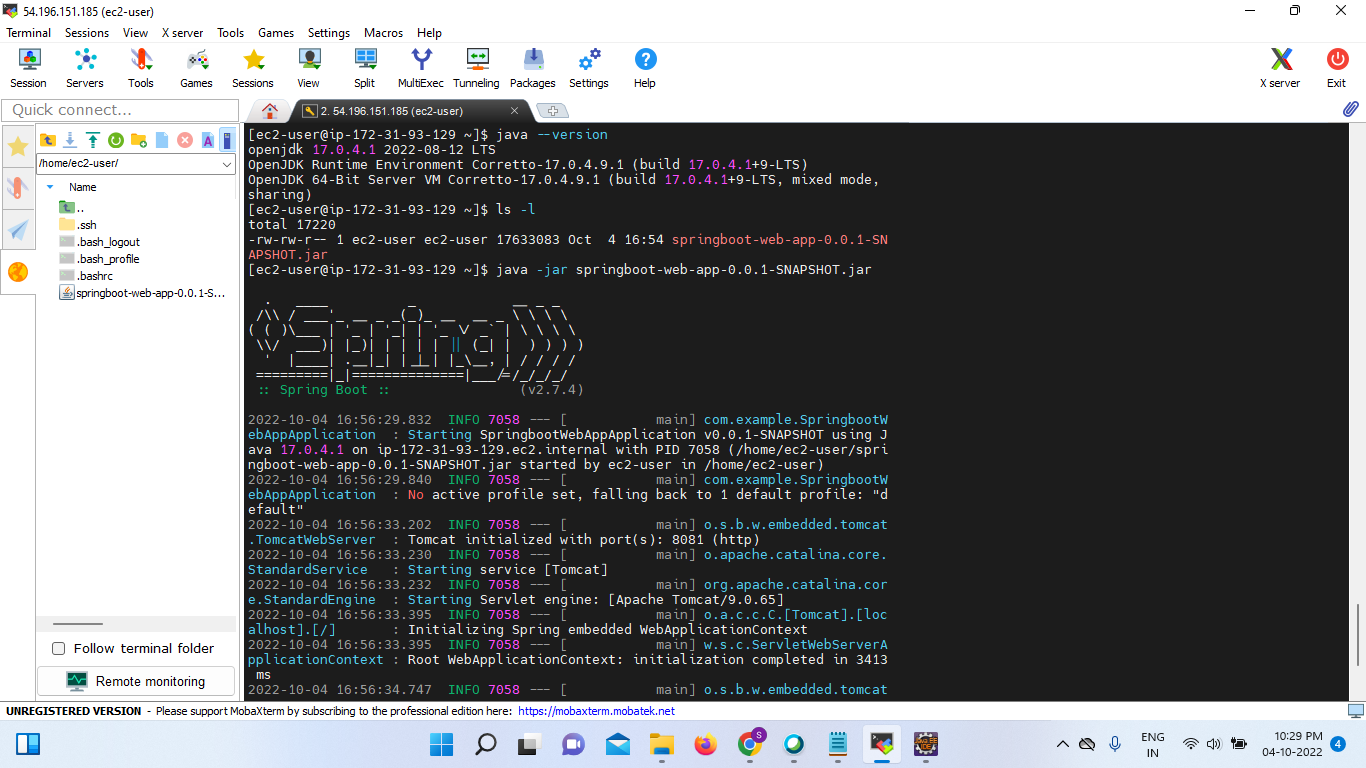 54.196.151.185 (ec2-user)
Terminal Sessions View X server Tools Games Settings Macros Help
Session Servers Tools Games Sessions View Split MultiExec Tunneling Packages Settings Help X server Exit
Quick connect...
2. 54.196.151.185 (ec2-user)
/home/ec2-user/
Name
..
.ssh
.bash_logout
.bash_profile
.bashrc
springboot-web-app-0.0.1-S...
Follow terminal folder
Remote monitoring
[ec2-user@ip-172-31-93-129 ~]$ java --version
openjdk 17.0.4.1 2022-08-12 LTS
OpenJDK Runtime Environment Corretto-17.0.4.9.1 (build 17.0.4.1+9-LTS)
OpenJDK 64-Bit Server VM Corretto-17.0.4.9.1 (build 17.0.4.1+9-LTS, mixed mode,
sharing)
[ec2-user@ip-172-31-93-129 ~]$ ls -l
total 17220
-rw-rw-r-- 1 ec2-user ec2-user 17633083 Oct  4 16:54 springboot-web-app-0.0.1-SN
APSHOT.jar
[ec2-user@ip-172-31-93-129 ~]$ java -jar springboot-web-app-0.0.1-SNAPSHOT.jar
Spring
:: Spring Boot ::                (v2.7.4)
2022-10-04 16:56:29.832  INFO 7058 --- [           main] com.example.SpringbootW
ebAppApplication  : Starting SpringbootWebAppApplication v0.0.1-SNAPSHOT using J
ava 17.0.4.1 on ip-172-31-93-129.ec2.internal with PID 7058 (/home/ec2-user/spri
ngboot-web-app-0.0.1-SNAPSHOT.jar started by ec2-user in /home/ec2-user)
2022-10-04 16:56:29.840  INFO 7058 --- [           main] com.example.SpringbootW
ebAppApplication  : No active profile set, falling back to 1 default profile: "d
efault"
2022-10-04 16:56:33.202  INFO 7058 --- [           main] o.s.b.w.embedded.tomcat
.TomcatWebServer  : Tomcat initialized with port(s): 8081 (http)
2022-10-04 16:56:33.230  INFO 7058 --- [           main] o.apache.catalina.core.
StandardService   : Starting service [Tomcat]
2022-10-04 16:56:33.232  INFO 7058 --- [           main] org.apache.catalina.cor
e.StandardEngine  : Starting Servlet engine: [Apache Tomcat/9.0.65]
2022-10-04 16:56:33.395  INFO 7058 --- [           main] o.a.c.c.C.[Tomcat].[loc
alhost].[/]       : Initializing Spring embedded WebApplicationContext
2022-10-04 16:56:33.395  INFO 7058 --- [           main] w.s.c.ServletWebServerA
pplicationContext : Root WebApplicationContext: initialization completed in 3413
ms
2022-10-04 16:56:34.747  INFO 7058 --- [           main] o.s.b.w.embedded.tomcat
UNREGISTERED VERSION - Please support MobaXterm by subscribing to the professional edition here: https://mobaxterm.mobatek.net
ENG
IN
10:29 PM
04-10-2022
4